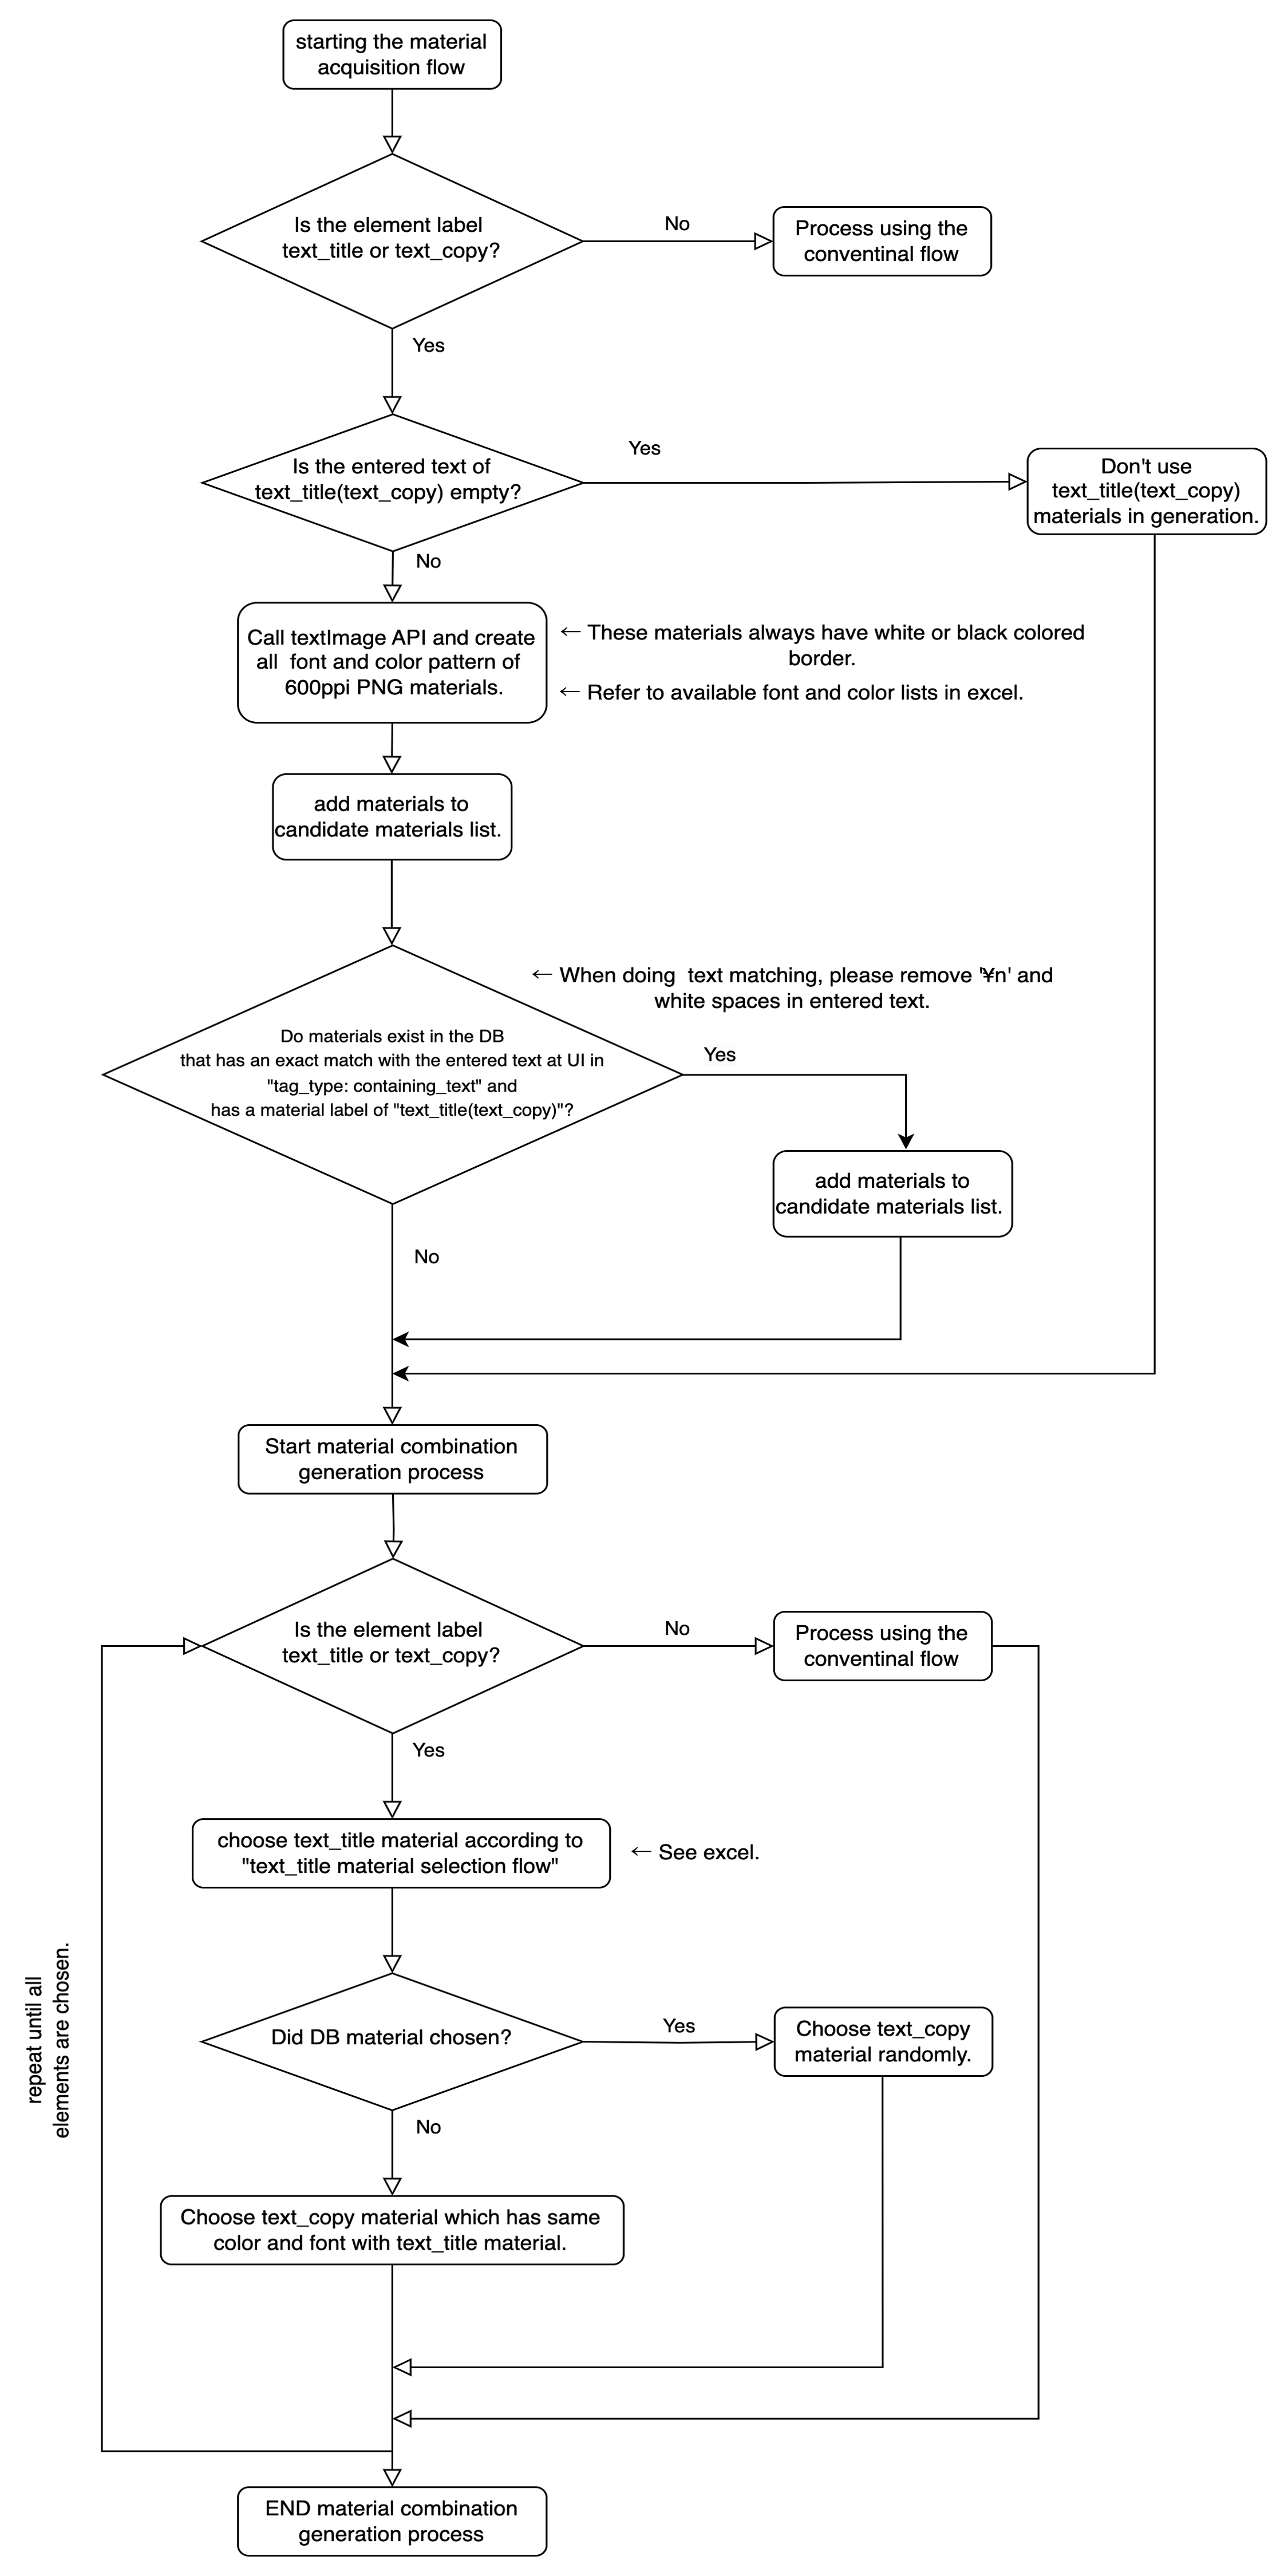 starting the material
acquisition flow
Is the element label
text_title or text_copy?
No
Process using the
conventinal flow
Yes
Is the entered text of
text_title(text_copy) empty?
Yes
Don't use
text_title(text_copy)
materials in generation.
No
Call textImage API and create
all  font and color pattern of
600ppi PNG materials.
← These materials always have white or black colored
border.
← Refer to available font and color lists in excel.
add materials to
candidate materials list.
← When doing  text matching, please remove '¥n' and
white spaces in entered text.
Do materials exist in the DB
that has an exact match with the entered text at UI in
"tag_type: containing_text" and
has a material label of "text_title(text_copy)"?
Yes
add materials to
candidate materials list.
No
Start material combination
generation process
Is the element label
text_title or text_copy?
No
Process using the
conventinal flow
Yes
choose text_title material according to
"text_title material selection flow"
← See excel.
repeat until all
elements are chosen.
Did DB material chosen?
Yes
Choose text_copy
material randomly.
No
Choose text_copy material which has same
color and font with text_title material.
END material combination
generation process